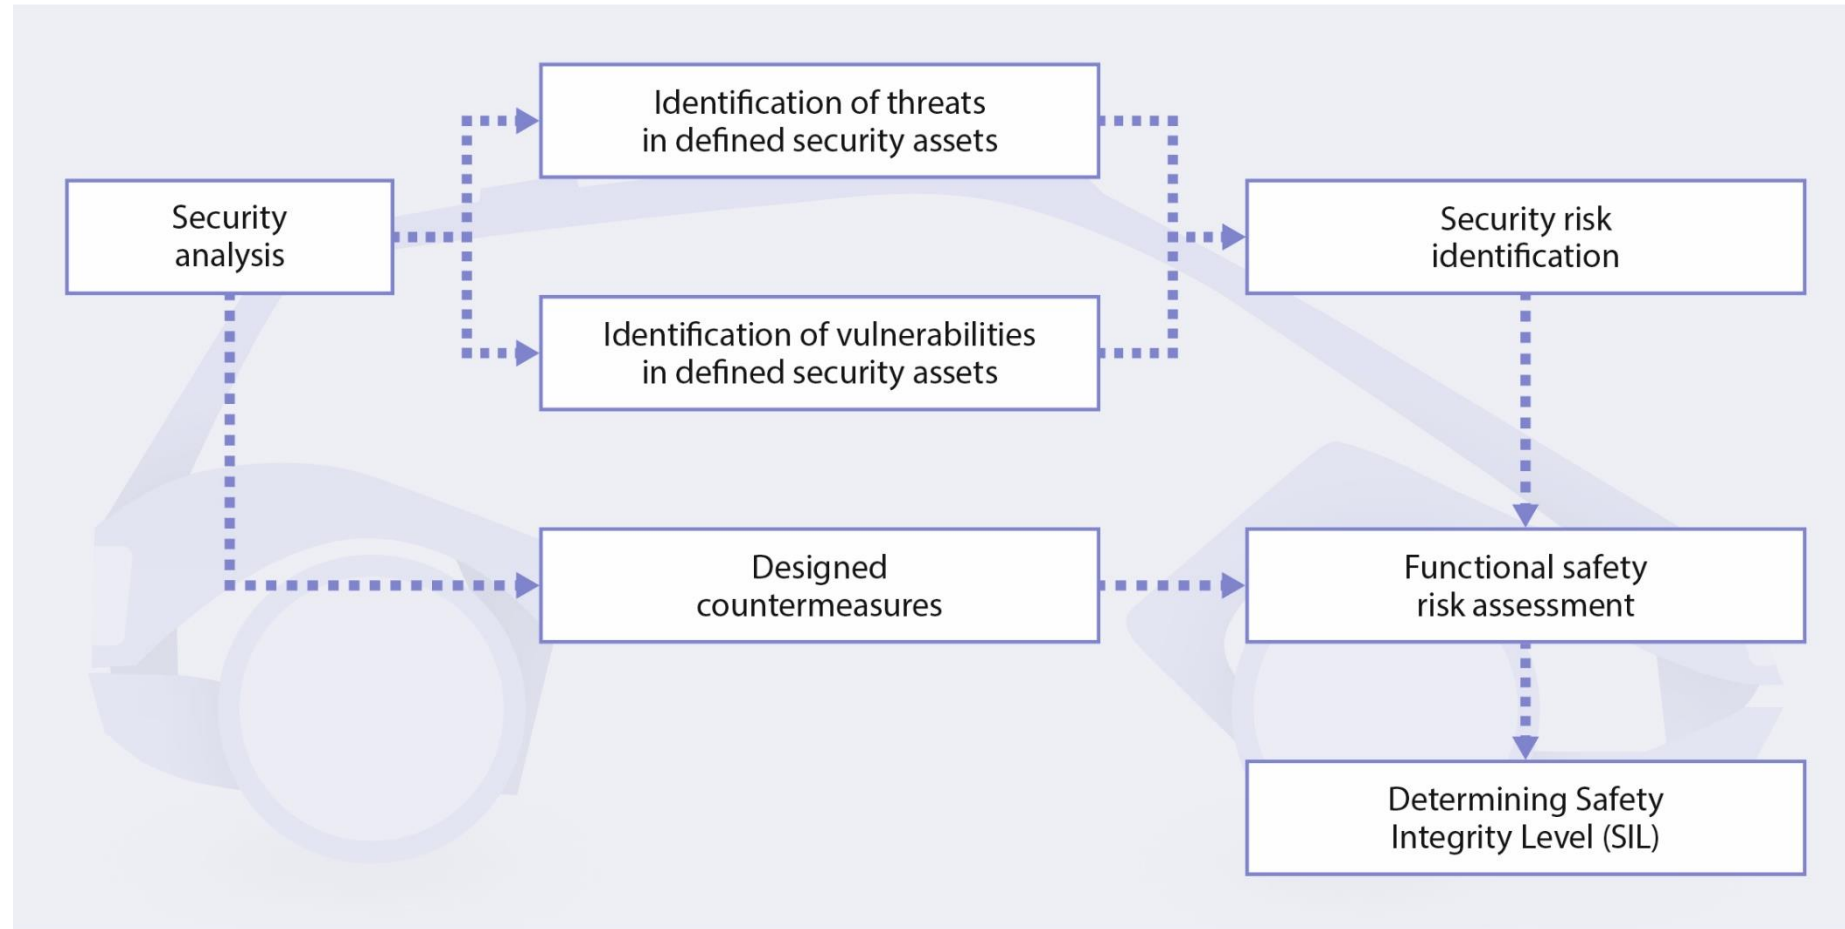 Identification of threats
in defined security assets
Security
analysis
Security risk
identification
Identification of vulnerabilities
in defined security assets
Designed
countermeasures
Functional safety
risk assessment
Determining Safety
Integrity Level (SIL)